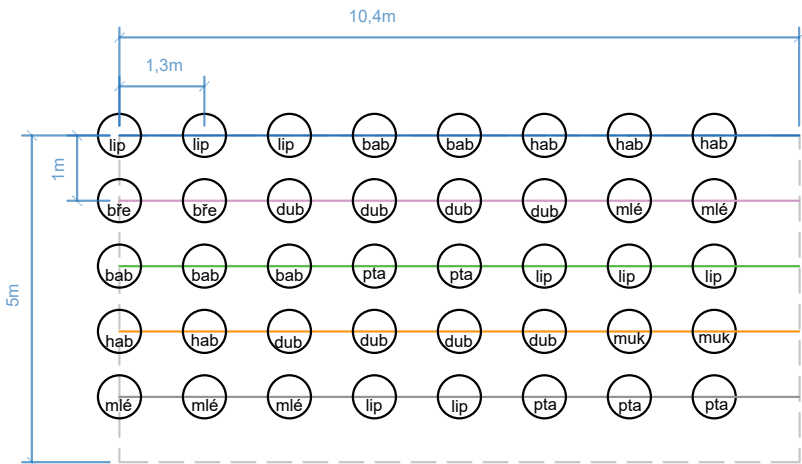 10,4m
1,3m
lip lip lip bab bab hab hab hab
1m
bře bře dub dub dub dub mlé mlé
bab bab bab pta pta lip lip lip
5m
hab hab dub dub dub dub muk muk
mlé mlé mlé lip lip pta pta pta